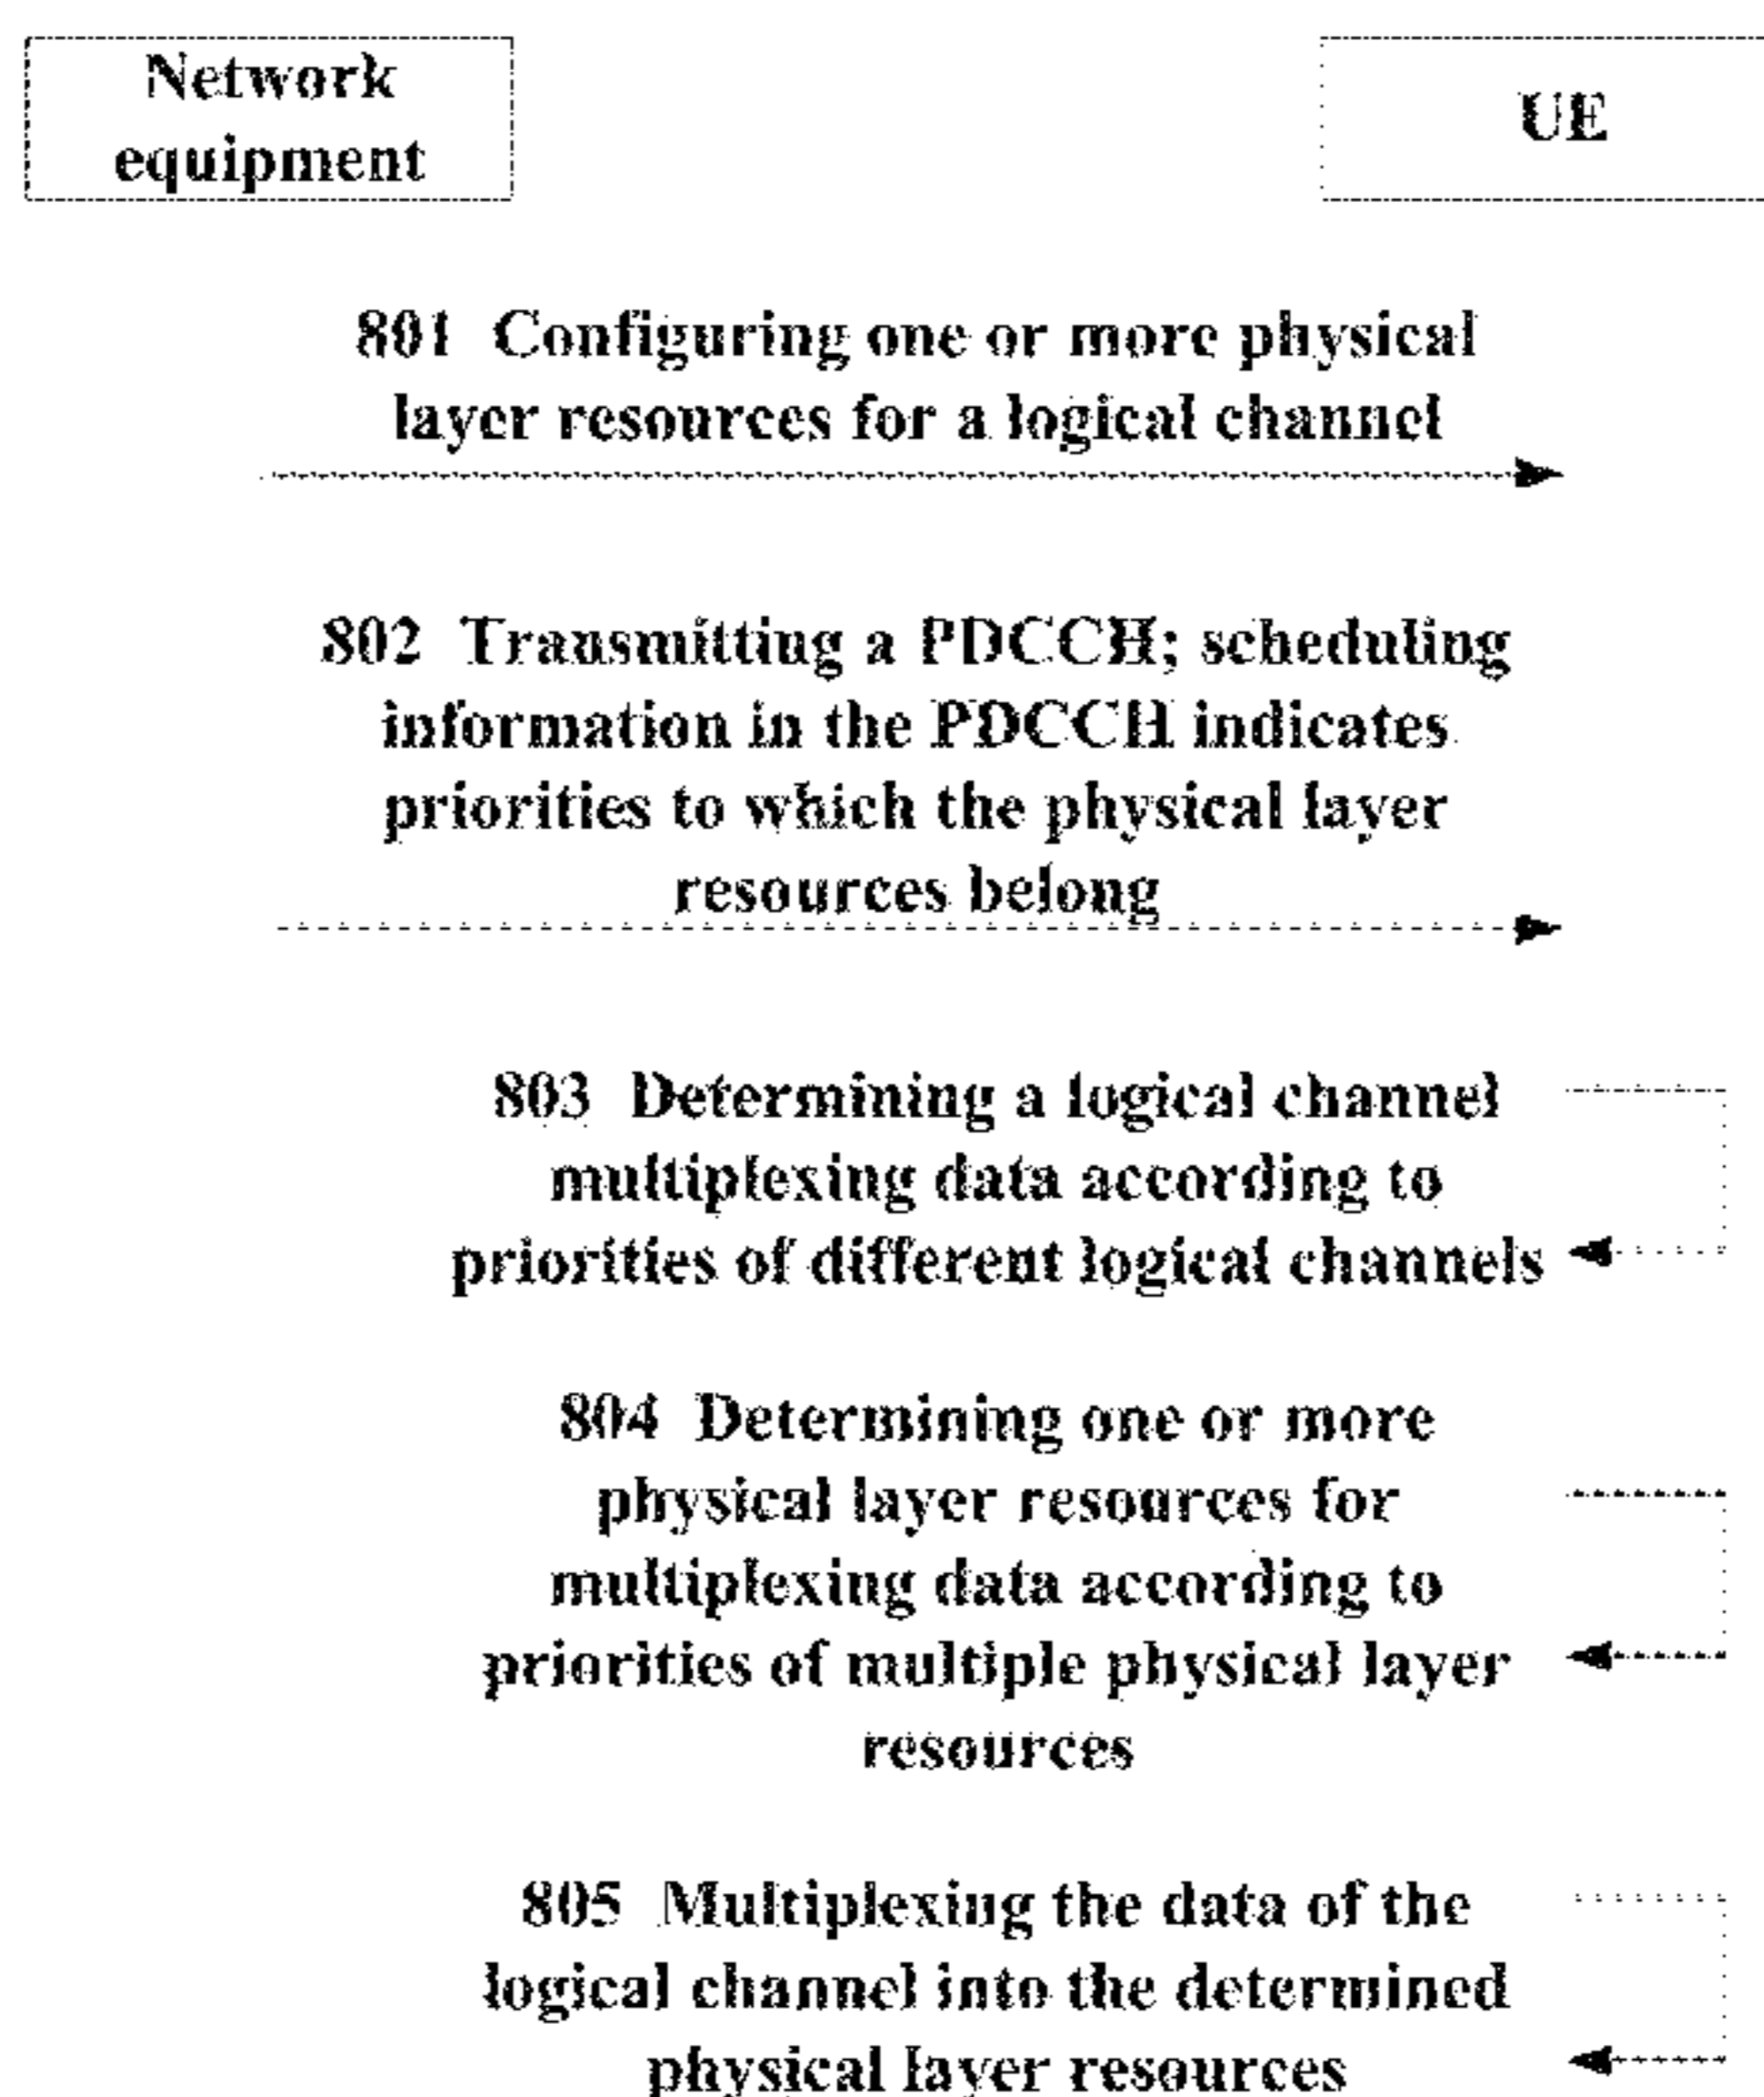 Network
equipment
UE
801 Configuring one or more physical
layer resources for a logical channel
802 Transmitting a PDCCH; scheduling
information in the PDCCH indicates
priorities to which the physical layer
resources belong
803 Determining a logical channel
multiplexing data according to
priorities of different logical channels
804 Determining one or more
physical layer resources for
multiplexing data according to
priorities of multiple physical layer
resources
805 Multiplexing the data of the
logical channel into the determined
physical layer resources